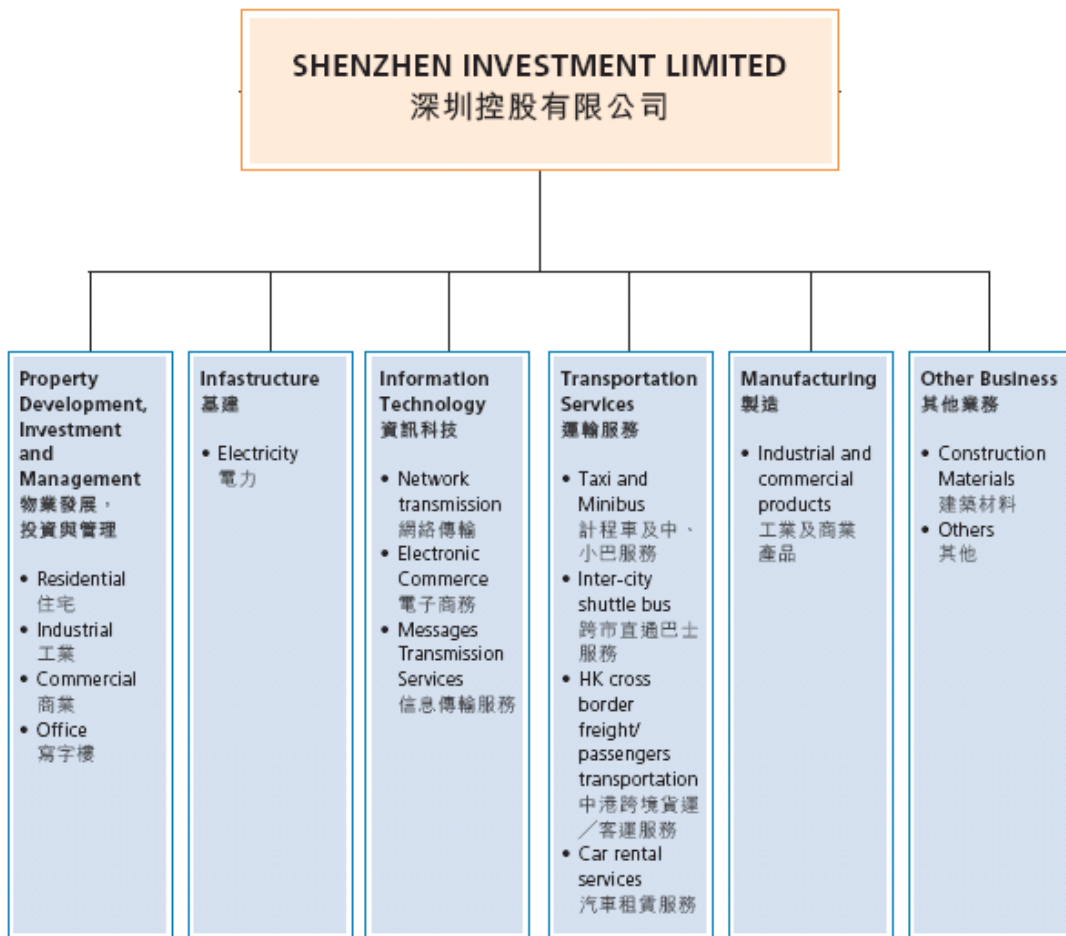 SHENZHEN INVESTMENT LIMITED
深圳控股有限公司
Property
Development,
Investment
and
Management
物業發展，
投資與管理
• Residential
住宅
• Industrial
工業
• Commercial
商業
• Office
寫字樓
Infastructure
基建
• Electricity
電力
Information
Technology
資訊科技
• Network
transmission
網絡傳輸
• Electronic
Commerce
電子商務
• Messages
Transmission
Services
信息傳輸服務
Transportation
Services
運輸服務
• Taxi and
Minibus
計程車及中、
小巴服務
• Inter-city
shuttle bus
跨市直通巴士
服務
• HK cross
border
freight/
passengers
transportation
中港跨境貨運
／客運服務
• Car rental
services
汽車租賃服務
Manufacturing
製造
• Industrial and
commercial
products
工業及商業
產品
Other Business
其他業務
• Construction
Materials
建築材料
• Others
其他